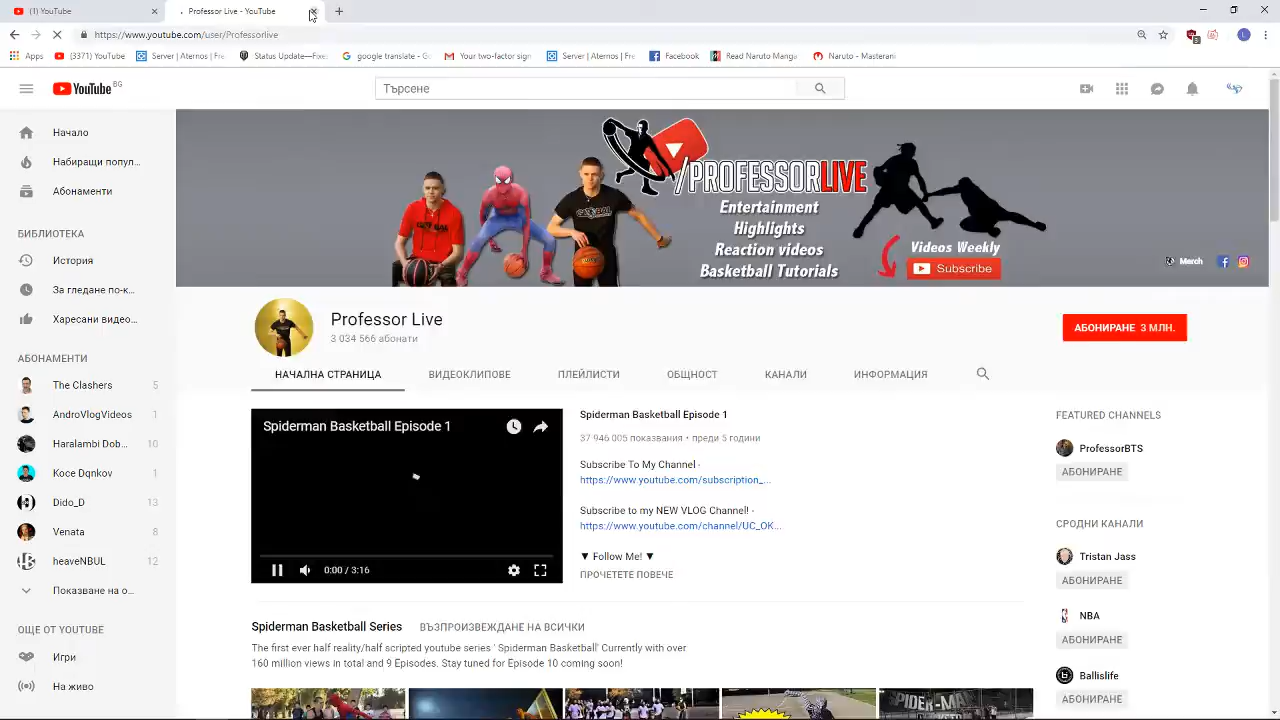 (1) YouTube
Professor Live - YouTube
https://www.youtube.com/user/Professorlive
Apps
(3371) YouTube
Server | Aternos | Fre
Status Update—Fixe
google translate - G
Your two-factor sign
Server | Aternos | Fre
Facebook
Read Naruto Manga
Naruto - Masterani
YouTube BG
Търсене
Начало
Набиращи попул...
Абонаменти
БИБЛИОТЕКА
История
За гледане по-к...
Харесани видео...
АБОНАМЕНТИ
The Clashers 5
AndroVlogVideos 1
Haralambi Dob... 10
Koce Dqnkov 1
Dido_D 13
Venata 8
heaveNBUL 12
Показване на о...
ОЩЕ ОТ YOUTUBE
Игри
На живо
/PROFESSORLIVE
Entertainment
Highlights
Reaction videos
Basketball Tutorials
Videos Weekly
Subscribe
Merch
Professor Live
3 034 566 абонати
АБОНИРАНЕ 3 МЛН.
НАЧАЛНА СТРАНИЦА
ВИДЕОКЛИПОВЕ
ПЛЕЙЛИСТИ
ОБЩНОСТ
КАНАЛИ
ИНФОРМАЦИЯ
Spiderman Basketball Episode 1
0:00 / 3:16
Spiderman Basketball Episode 1
37 946 005 показвания • преди 5 години
Subscribe To My Channel -
https://www.youtube.com/subscription_...
Subscribe to my NEW VLOG Channel! -
https://www.youtube.com/channel/UC_OK...
▼ Follow Me! ▼
ПРОЧЕТЕТЕ ПОВЕЧЕ
Spiderman Basketball Series
ВЪЗПРОИЗВЕЖДАНЕ НА ВСИЧКИ
The first ever half reality/half scripted youtube series ' Spiderman Basketball' Currently with over
160 million views in total and 9 Episodes. Stay tuned for Episode 10 coming soon!
FEATURED CHANNELS
ProfessorBTS
АБОНИРАНЕ
СРОДНИ КАНАЛИ
Tristan Jass
АБОНИРАНЕ
NBA
АБОНИРАНЕ
Ballislife
АБОНИРАНЕ